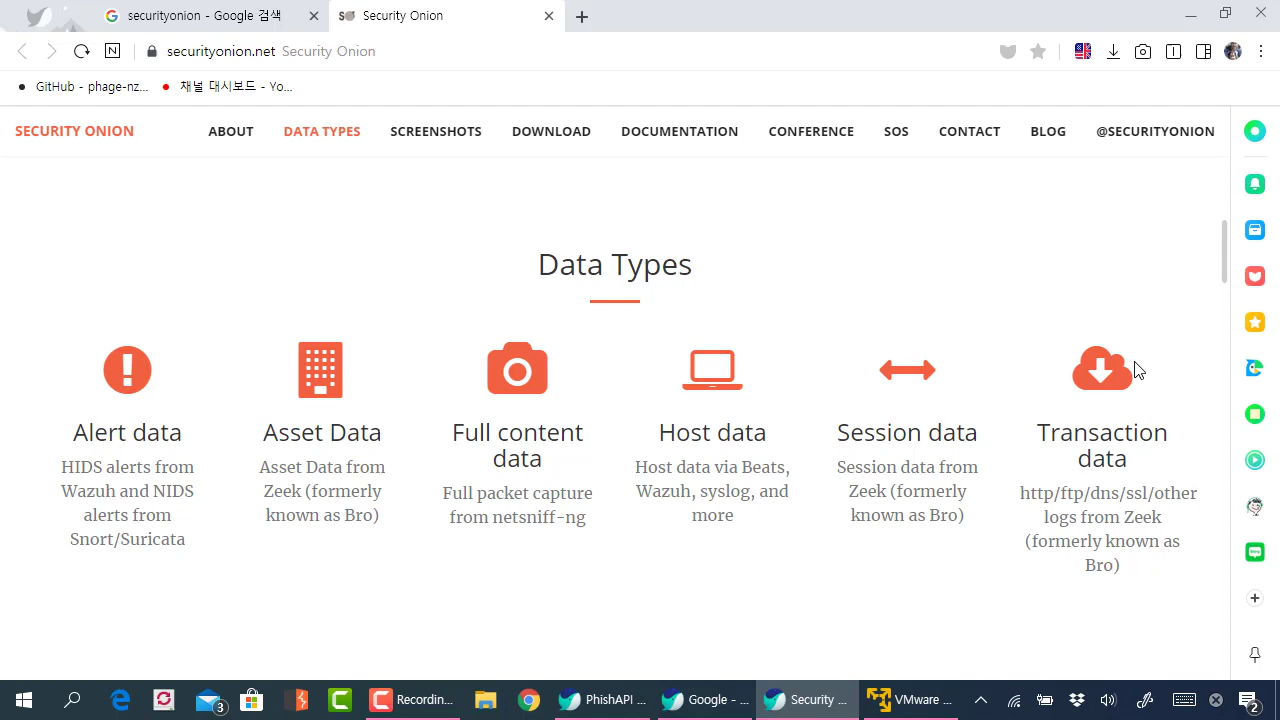 securityonion - Google 검색
Security Onion
securityonion.net Security Onion
GitHub - phage-nz...
채널 대시보드 - Yo...
SECURITY ONION
ABOUT
DATA TYPES
SCREENSHOTS
DOWNLOAD
DOCUMENTATION
CONFERENCE
SOS
CONTACT
BLOG
@SECURITYONION
Data Types
Alert data
HIDS alerts from
Wazuh and NIDS
alerts from
Snort/Suricata
Asset Data
Asset Data from
Zeek (formerly
known as Bro)
Full content
data
Full packet capture
from netsniff-ng
Host data
Host data via Beats,
Wazuh, syslog, and
more
Session data
Session data from
Zeek (formerly
known as Bro)
Transaction
data
http/ftp/dns/ssl/other
logs from Zeek
(formerly known as
Bro)
3
Recordin...
PhishAPI ...
Google - ...
Security ...
VMware ...
2